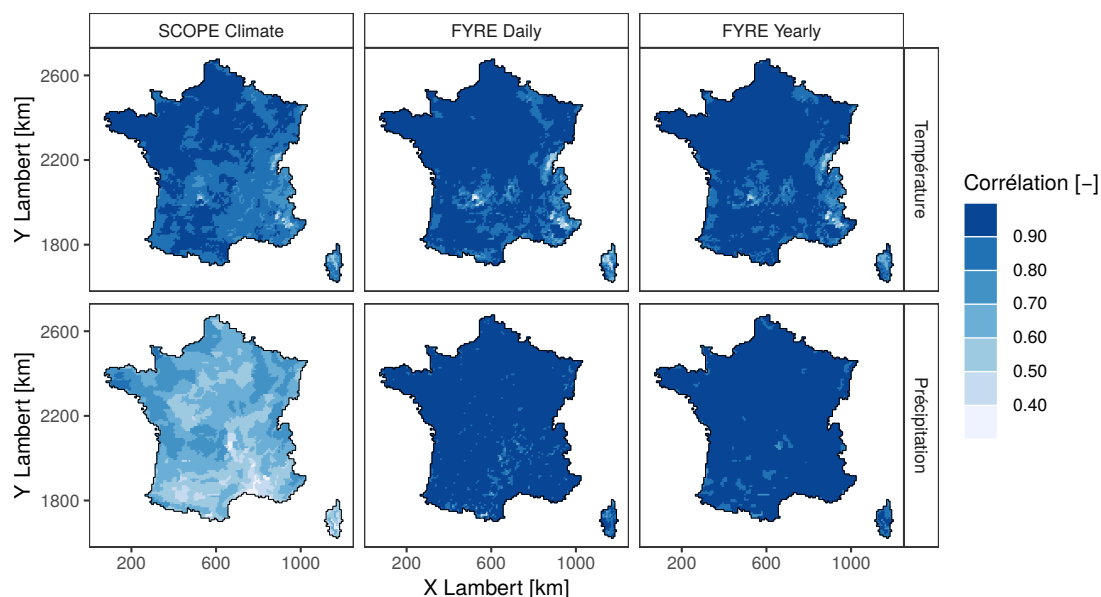 SCOPE Climate
FYRE Daily
FYRE Yearly
Y Lambert [km]
2600
2200
1800
Température
Y Lambert [km]
2600
2200
1800
Précipitation
200
600
1000
200
600
1000
200
600
1000
X Lambert [km]
Corrélation [−]
0.90
0.80
0.70
0.60
0.50
0.40